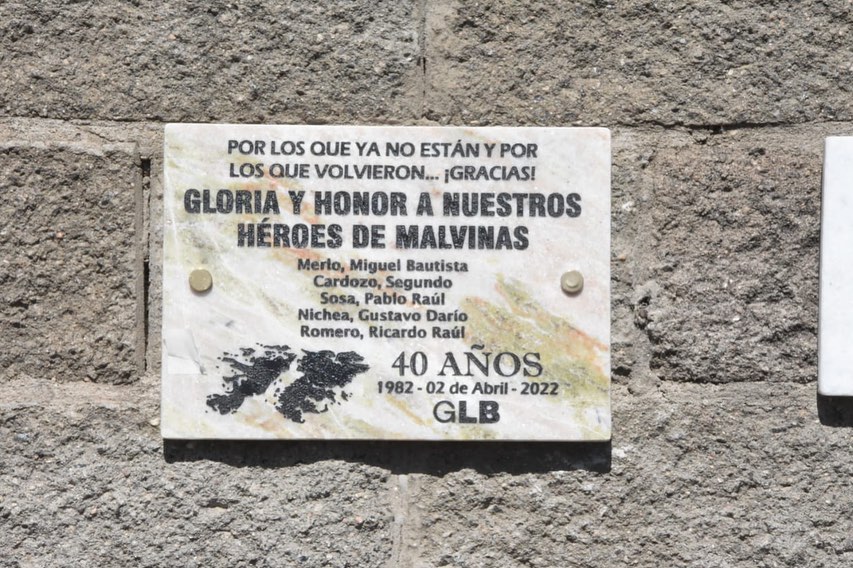 POR LOS QUE YA NO ESTÁN Y POR
LOS QUE VOLVIERON... ¡GRACIAS!
GLORIA Y HONOR A NUESTROS
HÉROES DE MALVINAS
Merlo, Miguel Bautista
Cardozo, Segundo
Sosa, Pablo Raúl
Nichea, Gustavo Darío
Romero, Ricardo Raúl
40 AÑOS
1982 - 02 de Abril - 2022
GLB